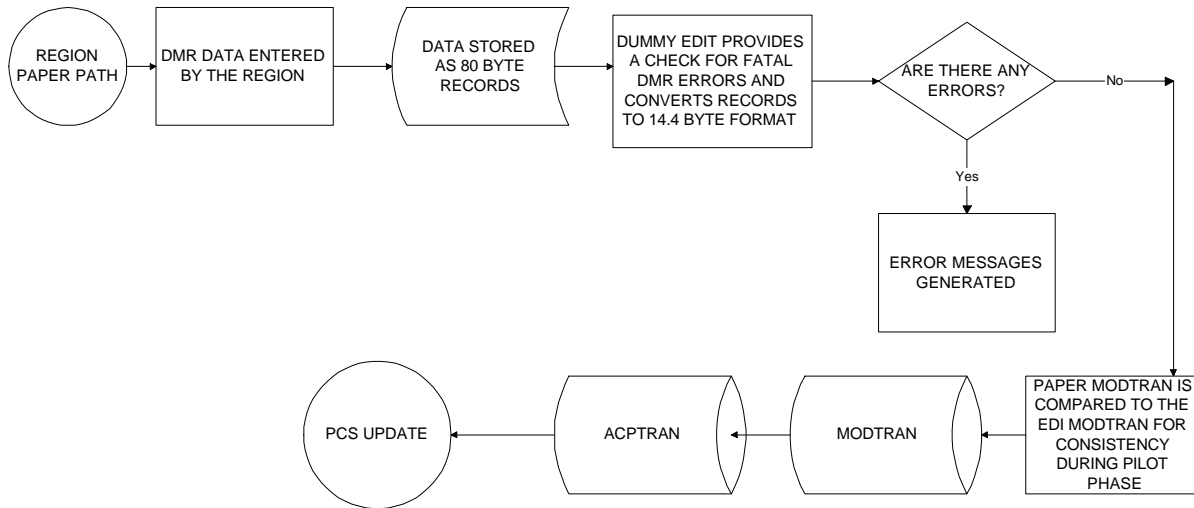 REGION
PAPER PATH
DMR DATA ENTERED
BY THE REGION
DATA STORED
AS 80 BYTE
RECORDS
DUMMY EDIT PROVIDES
A CHECK FOR FATAL
DMR ERRORS AND
CONVERTS RECORDS
TO 14.4 BYTE FORMAT
ARE THERE ANY
ERRORS?
No
Yes
ERROR MESSAGES
GENERATED
PAPER MODTRAN IS
COMPARED TO THE
EDI MODTRAN FOR
CONSISTENCY
DURING PILOT
PHASE
MODTRAN
ACPTRAN
PCS UPDATE